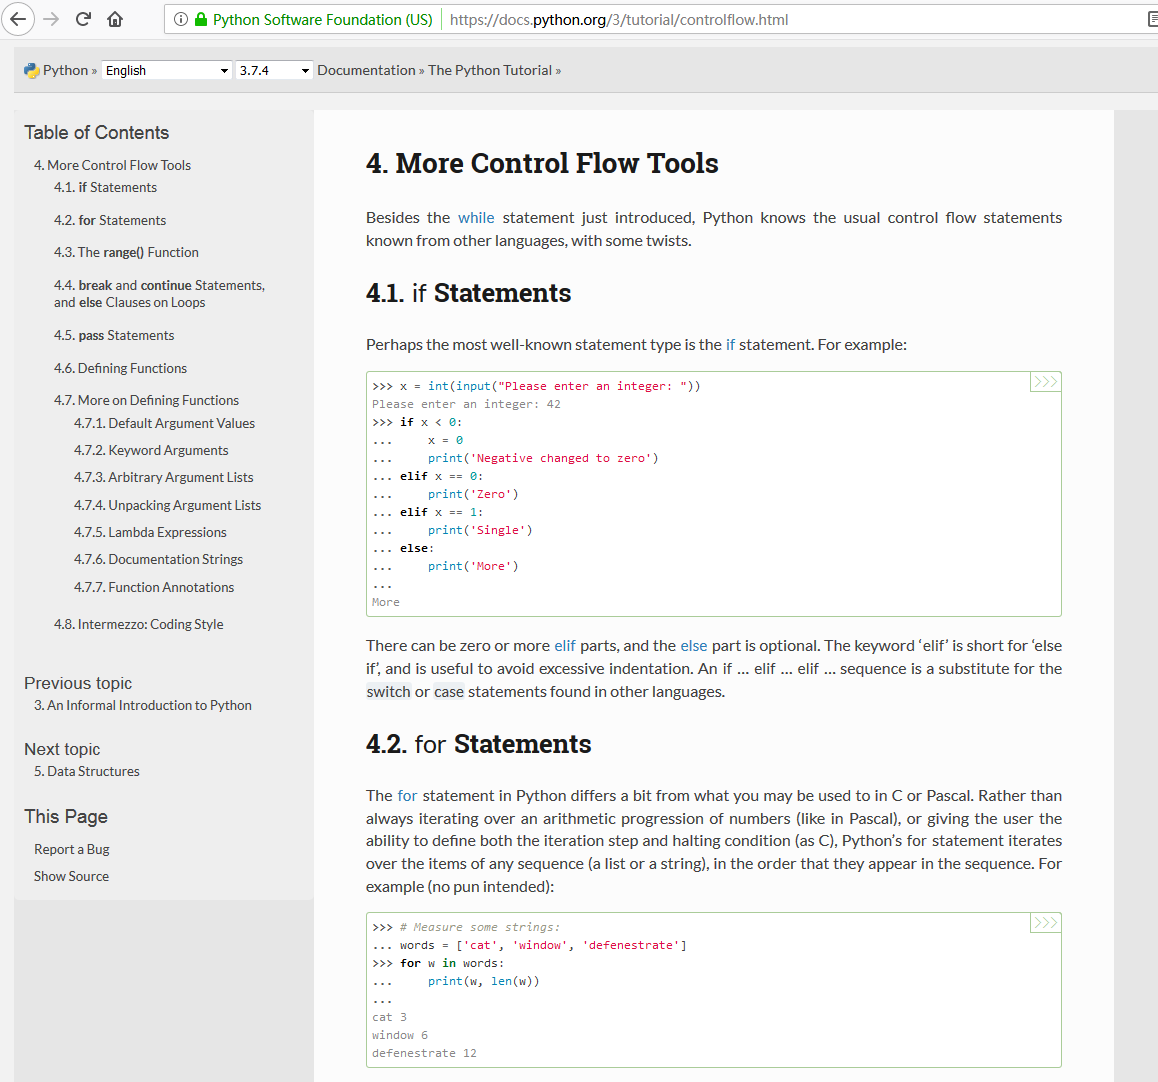 Python Software Foundation (US) https://docs.python.org/3/tutorial/controlflow.html
Python » English 3.7.4 Documentation » The Python Tutorial »
Table of Contents
4. More Control Flow Tools
4.1. if Statements
4.2. for Statements
4.3. The range() Function
4.4. break and continue Statements,
and else Clauses on Loops
4.5. pass Statements
4.6. Defining Functions
4.7. More on Defining Functions
4.7.1. Default Argument Values
4.7.2. Keyword Arguments
4.7.3. Arbitrary Argument Lists
4.7.4. Unpacking Argument Lists
4.7.5. Lambda Expressions
4.7.6. Documentation Strings
4.7.7. Function Annotations
4.8. Intermezzo: Coding Style
Previous topic
3. An Informal Introduction to Python
Next topic
5. Data Structures
This Page
Report a Bug
Show Source
4. More Control Flow Tools
Besides the while statement just introduced, Python knows the usual control flow statements
known from other languages, with some twists.
4.1. if Statements
Perhaps the most well-known statement type is the if statement. For example:
>>>
>>> x = int(input("Please enter an integer: "))
Please enter an integer: 42
>>> if x < 0:
...     x = 0
...     print('Negative changed to zero')
... elif x == 0:
...     print('Zero')
... elif x == 1:
...     print('Single')
... else:
...     print('More')
...
More
There can be zero or more elif parts, and the else part is optional. The keyword ‘elif’ is short for ‘else
if’, and is useful to avoid excessive indentation. An if … elif … elif … sequence is a substitute for the
switch or case statements found in other languages.
4.2. for Statements
The for statement in Python differs a bit from what you may be used to in C or Pascal. Rather than
always iterating over an arithmetic progression of numbers (like in Pascal), or giving the user the
ability to define both the iteration step and halting condition (as C), Python’s for statement iterates
over the items of any sequence (a list or a string), in the order that they appear in the sequence. For
example (no pun intended):
>>>
>>> # Measure some strings:
... words = ['cat', 'window', 'defenestrate']
>>> for w in words:
...     print(w, len(w))
...
cat 3
window 6
defenestrate 12